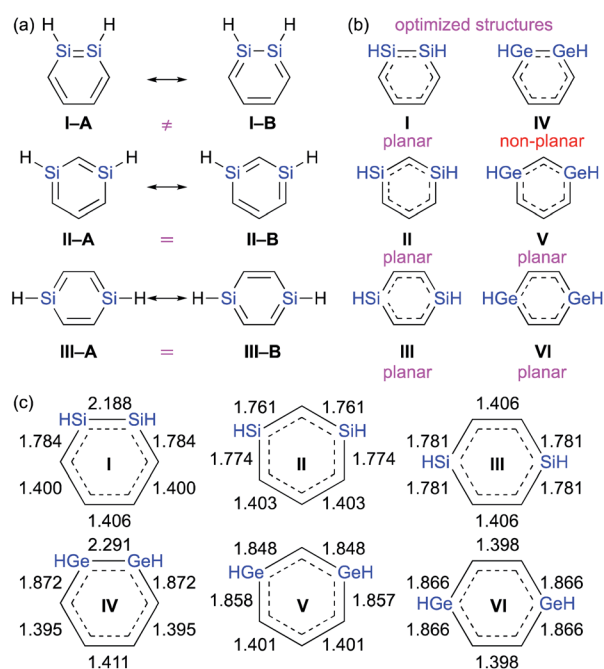 (a)
H H H H
Si Si Si Si
I–A ≠ I–B
H Si Si H H Si Si H
II–A = II–B
H Si Si H H Si Si H
III–A = III–B
(b) optimized structures
HSi SiH HGe GeH
I IV
planar non-planar
HSi SiH HGe GeH
II V
planar planar
HSi SiH HGe GeH
III VI
planar planar
(c)
2.188
HSi SiH
1.784 1.784
I
1.400 1.400
1.406
1.761 1.761
HSi SiH
1.774 II 1.774
1.403 1.403
1.406
1.781 1.781
HSi III SiH
1.781 1.781
1.406
2.291
HGe GeH
1.872 1.872
IV
1.395 1.395
1.411
1.848 1.848
HGe GeH
1.858 V 1.857
1.401 1.401
1.398
1.866 1.866
HGe VI GeH
1.866 1.866
1.398